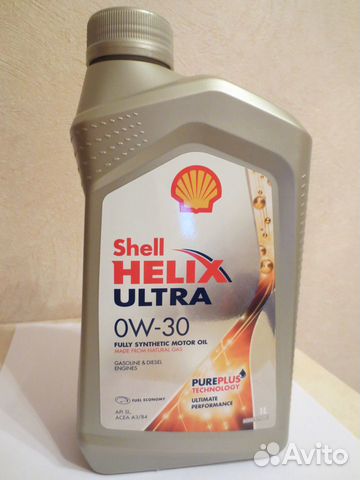 Shell
HELIX
ULTRA
0W-30
FULLY SYNTHETIC MOTOR OIL
MADE FROM NATURAL GAS
GASOLINE & DIESEL
ENGINES
PUREPLUS
TECHNOLOGY
ULTIMATE
PERFORMANCE
FUEL ECONOMY
API SL,
ACEA A3/B4
1L
Avito